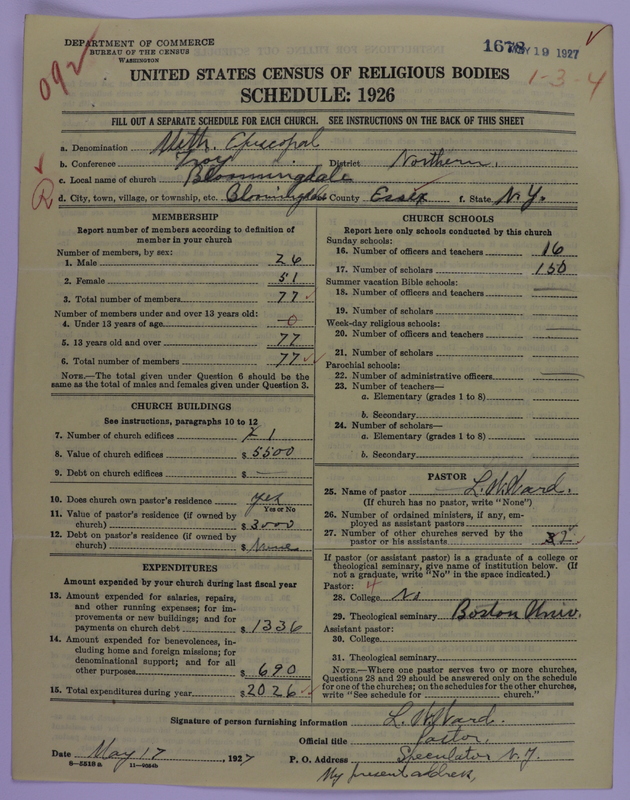 DEPARTMENT OF COMMERCE
BUREAU OF THE CENSUS
WASHINGTON
1678 MAY 19 1927
092
1-3-4
UNITED STATES CENSUS OF RELIGIOUS BODIES
SCHEDULE: 1926
FILL OUT A SEPARATE SCHEDULE FOR EACH CHURCH. SEE INSTRUCTIONS ON THE BACK OF THIS SHEET
a. Denomination Meth. Episcopal
b. Conference Troy District Northern.
c. Local name of church Bloomingdale
R
d. City, town, village, or township, etc. Bloomingdale County Essex f. State N.Y.
MEMBERSHIP
Report number of members according to definition of
member in your church
Number of members, by sex:
1. Male 26
2. Female 51
3. Total number of members 77
Number of members under and over 13 years old:
4. Under 13 years of age 0
5. 13 years old and over 77
6. Total number of members 77
NOTE.—The total given under Question 6 should be the
same as the total of males and females given under Question 3.
CHURCH BUILDINGS
See instructions, paragraphs 10 to 12
7. Number of church edifices 1
8. Value of church edifices $ 5500
9. Debt on church edifices $ —
10. Does church own pastor's residence yes
Yes or No
11. Value of pastor's residence (if owned by
church) $ 3000
12. Debt on pastor's residence (if owned by
church) $ None
EXPENDITURES
Amount expended by your church during last fiscal year
13. Amount expended for salaries, repairs,
and other running expenses; for im-
provements or new buildings; and for
payments on church debt $ 1336
14. Amount expended for benevolences, in-
cluding home and foreign missions; for
denominational support; and for all
other purposes $ 690
15. Total expenditures during year $ 2026
CHURCH SCHOOLS
Report here only schools conducted by this church
Sunday schools:
16. Number of officers and teachers 16
17. Number of scholars 150
Summer vacation Bible schools:
18. Number of officers and teachers
19. Number of scholars
Week-day religious schools:
20. Number of officers and teachers
21. Number of scholars
Parochial schools:
22. Number of administrative officers
23. Number of teachers—
a. Elementary (grades 1 to 8)
b. Secondary
24. Number of scholars—
a. Elementary (grades 1 to 8)
b. Secondary
PASTOR
25. Name of pastor L. W. Ward.
(If church has no pastor, write "None")
26. Number of ordained ministers, if any, em-
ployed as assistant pastors
27. Number of other churches served by the
pastor or his assistants
If pastor (or assistant pastor) is a graduate of a college or
theological seminary, give name of institution below. (If
not a graduate, write "No" in the space indicated.)
Pastor: 4
28. College No
29. Theological seminary Boston Univ.
Assistant pastor:
30. College
31. Theological seminary
NOTE.—Where one pastor serves two or more churches,
Questions 28 and 29 should be answered only on the schedule
for one of the churches; on the schedules for the other churches,
write "See schedule for church."
Signature of person furnishing information L. W. Ward.
Official title Pastor.
Date May 17, 1927 P. O. Address Speculator N.Y.
8—5518 a 11—9264b
My present address,